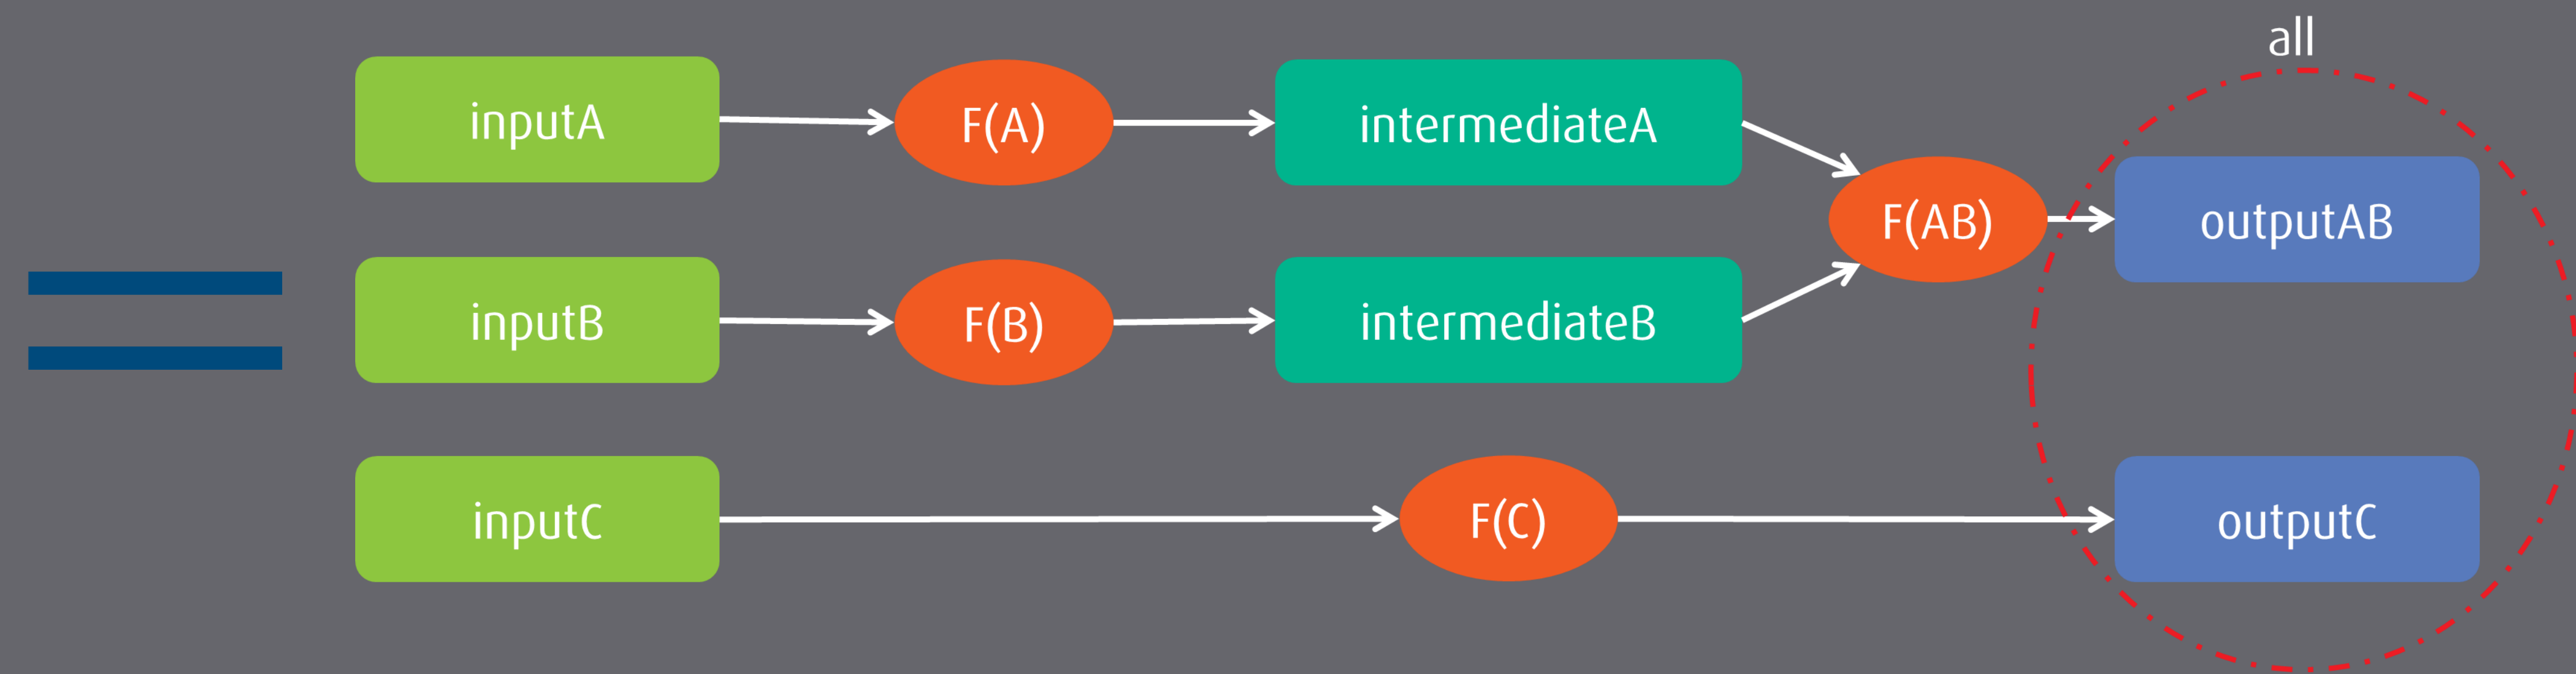 all
inputA
F(A)
intermediateA
F(AB)
outputAB
inputB
F(B)
intermediateB
inputC
F(C)
outputC